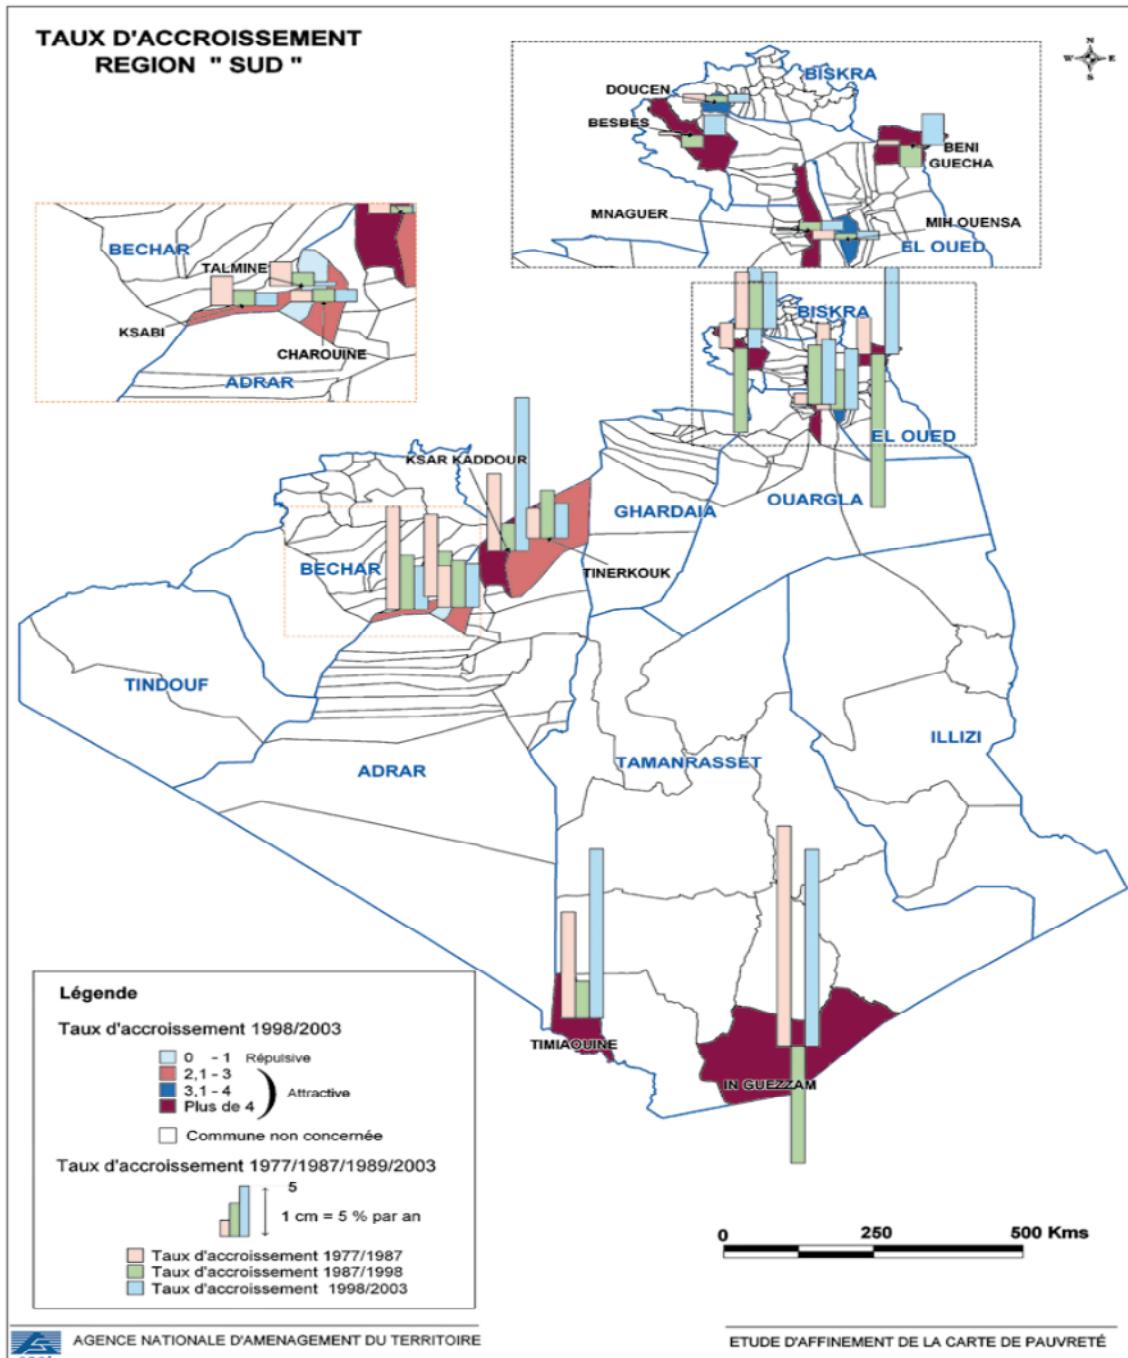 TAUX D'ACCROISSEMENT
REGION " SUD "
N
W E
S
BISKRA
DOUCEN
BESBES
BENI
GUECHA
MNAGUER
MIH OUENSA
EL OUED
BECHAR
TALMINE
KSABI
CHAROUINE
ADRAR
BISKRA
EL OUED
KSAR KADDOUR
GHARDAIA
OUARGLA
BECHAR
TINERKOUK
TINDOUF
ILLIZI
ADRAR
TAMANRASSET
TIMIAOUINE
IN GUEZZAM
Légende
Taux d'accroissement 1998/2003
0 - 1 Répulsive
2,1 - 3
3,1 - 4
Attractive
Plus de 4
Commune non concernée
Taux d'accroissement 1977/1987/1989/2003
5
1 cm = 5 % par an
Taux d'accroissement 1977/1987
Taux d'accroissement 1987/1998
Taux d'accroissement 1998/2003
0 250 500 Kms
AGENCE NATIONALE D'AMENAGEMENT DU TERRITOIRE
ETUDE D'AFFINEMENT DE LA CARTE DE PAUVRETÉ